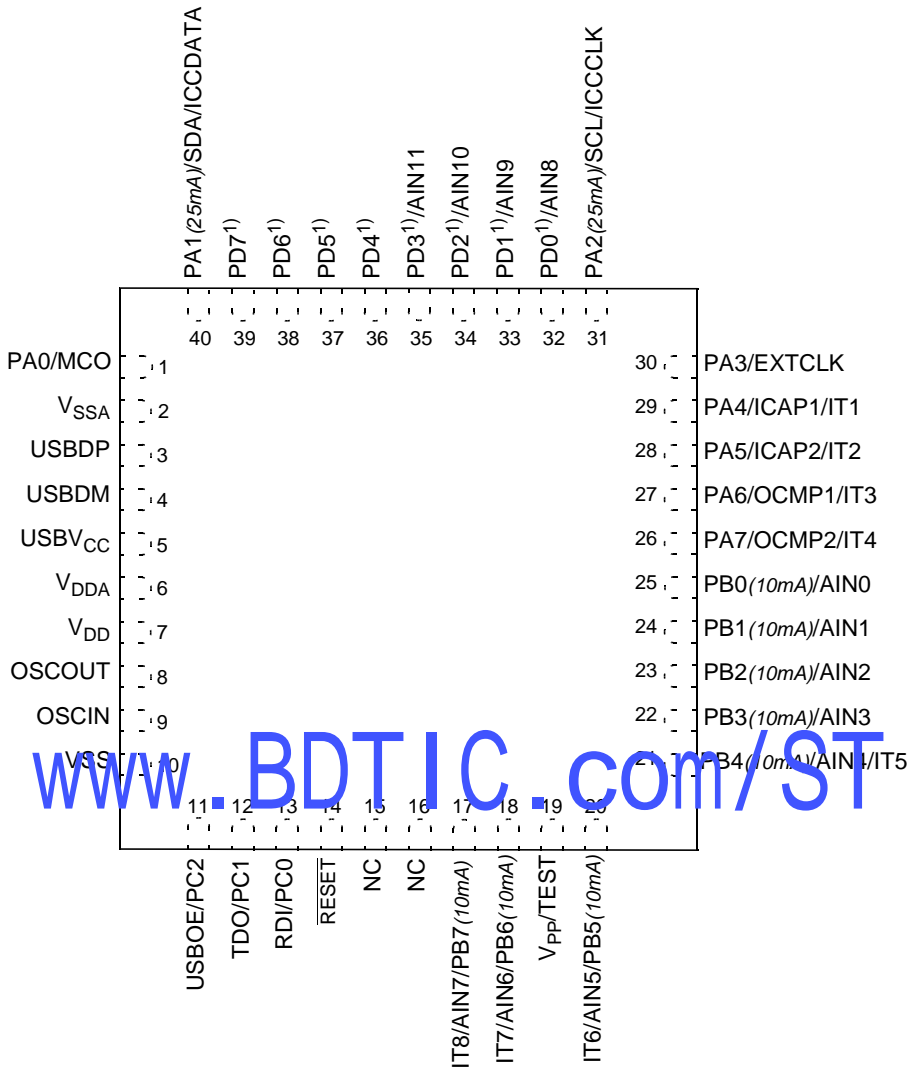 PA1(25mA)/SDA/ICCDATA
PD7¹⁾
PD6¹⁾
PD5¹⁾
PD4¹⁾
PD3¹⁾/AIN11
PD2¹⁾/AIN10
PD1¹⁾/AIN9
PD0¹⁾/AIN8
PA2(25mA)/SCL/ICCCLK
40 39 38 37 36 35 34 33 32 31
PA0/MCO 1
VSSA 2
USBDP 3
USBDM 4
USBVCC 5
VDDA 6
VDD 7
OSCOUT 8
OSCIN 9
VSS 10
30 PA3/EXTCLK
29 PA4/ICAP1/IT1
28 PA5/ICAP2/IT2
27 PA6/OCMP1/IT3
26 PA7/OCMP2/IT4
25 PB0(10mA)/AIN0
24 PB1(10mA)/AIN1
23 PB2(10mA)/AIN2
22 PB3(10mA)/AIN3
21 PB4(10mA)/AIN4/IT5
www.BDTIC.com/ST
11 12 13 14 15 16 17 18 19 20
USBOE/PC2
TDO/PC1
RDI/PC0
RESET
NC
NC
IT8/AIN7/PB7(10mA)
IT7/AIN6/PB6(10mA)
VPP/TEST
IT6/AIN5/PB5(10mA)